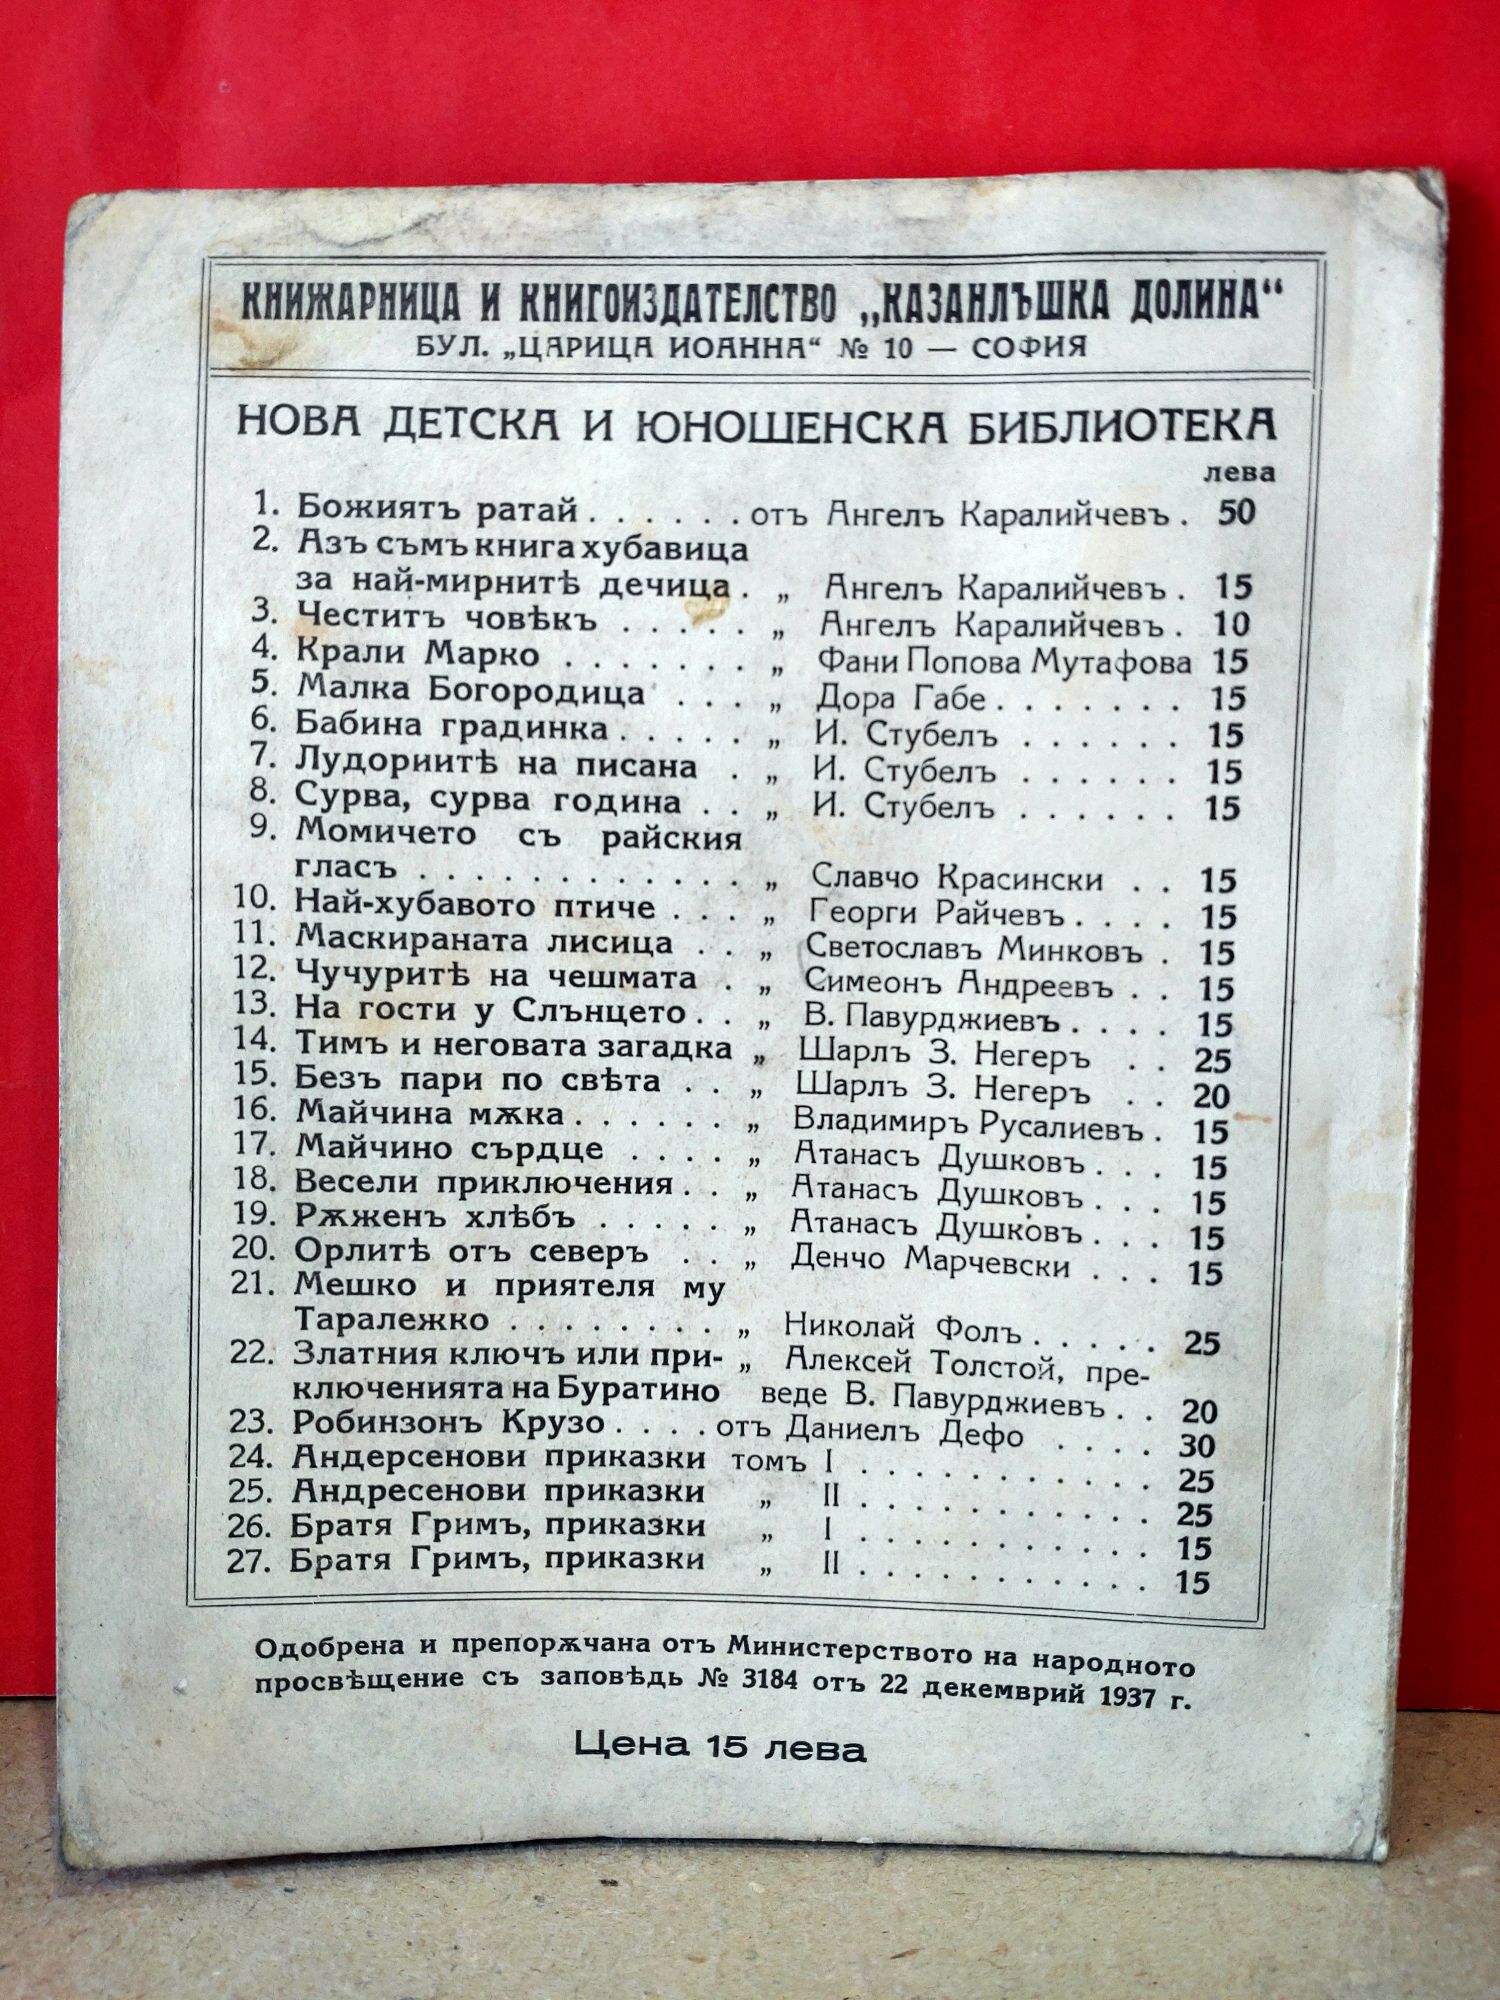 КНИЖАРНИЦА И КНИГОИЗДАТЕЛСТВО „КАЗАНЛЪШКА ДОЛИНА“
БУЛ. „ЦАРИЦА ИОАННА“ № 10 — СОФИЯ
НОВА ДЕТСКА И ЮНОШЕНСКА БИБЛИОТЕКА
лева
1. Божиятъ ратай . . . . . . отъ Ангелъ Каралийчевъ . 50
2. Азъ съмъ книга хубавица
за най-мирнитѣ дечица . „ Ангелъ Каралийчевъ . 15
3. Честитъ човѣкъ . . . . . „ Ангелъ Каралийчевъ . 10
4. Крали Марко . . . . . . . „ Фани Попова Мутафова 15
5. Малка Богородица . . . „ Дора Габе . . . . . . . 15
6. Бабина градинка . . . . . „ И. Стубелъ . . . . . . 15
7. Лудориитѣ на писана . „ И. Стубелъ . . . . . . 15
8. Сурва, сурва година . . „ И. Стубелъ . . . . . . 15
9. Момичето съ райския
гласъ . . . . . . . . . . . . . „ Славчо Красински . . 15
10. Най-хубавото птиче . . . „ Георги Райчевъ . . . . 15
11. Маскираната лисица . . „ Светославъ Минковъ . 15
12. Чучуритѣ на чешмата . „ Симеонъ Андреевъ . . 15
13. На гости у Слънцето . . „ В. Павурджиевъ . . . . 15
14. Тимъ и неговата загадка „ Шарлъ З. Негеръ . . 25
15. Безъ пари по свѣта . . „ Шарлъ З. Негеръ . . 20
16. Майчина мѫка . . . . . . „ Владимиръ Русалиевъ . 15
17. Майчино сърдце . . . . „ Атанасъ Душковъ . . . 15
18. Весели приключения . . „ Атанасъ Душковъ . . . 15
19. Рѫженъ хлѣбъ . . . . . „ Атанасъ Душковъ . . . 15
20. Орлитѣ отъ северъ . . „ Денчо Марчевски . . . 15
21. Мешко и приятеля му
Таралежко . . . . . . . . „ Николай Фолъ . . . . . 25
22. Златния ключъ или при- „ Алексей Толстой, пре-
ключенията на Буратино веде В. Павурджиевъ . . 20
23. Робинзонъ Крузо . . . . отъ Даниелъ Дефо . . . . 30
24. Андерсенови приказки томъ I . . . . . . . . . . . 25
25. Андресенови приказки „ II . . . . . . . . . . . 25
26. Братя Гримъ, приказки „ I . . . . . . . . . . . 15
27. Братя Гримъ, приказки „ II . . . . . . . . . . . 15
Одобрена и препорѫчана отъ Министерството на народното
просвѣщение съ заповѣдь № 3184 отъ 22 декемврий 1937 г.
Цена 15 лева